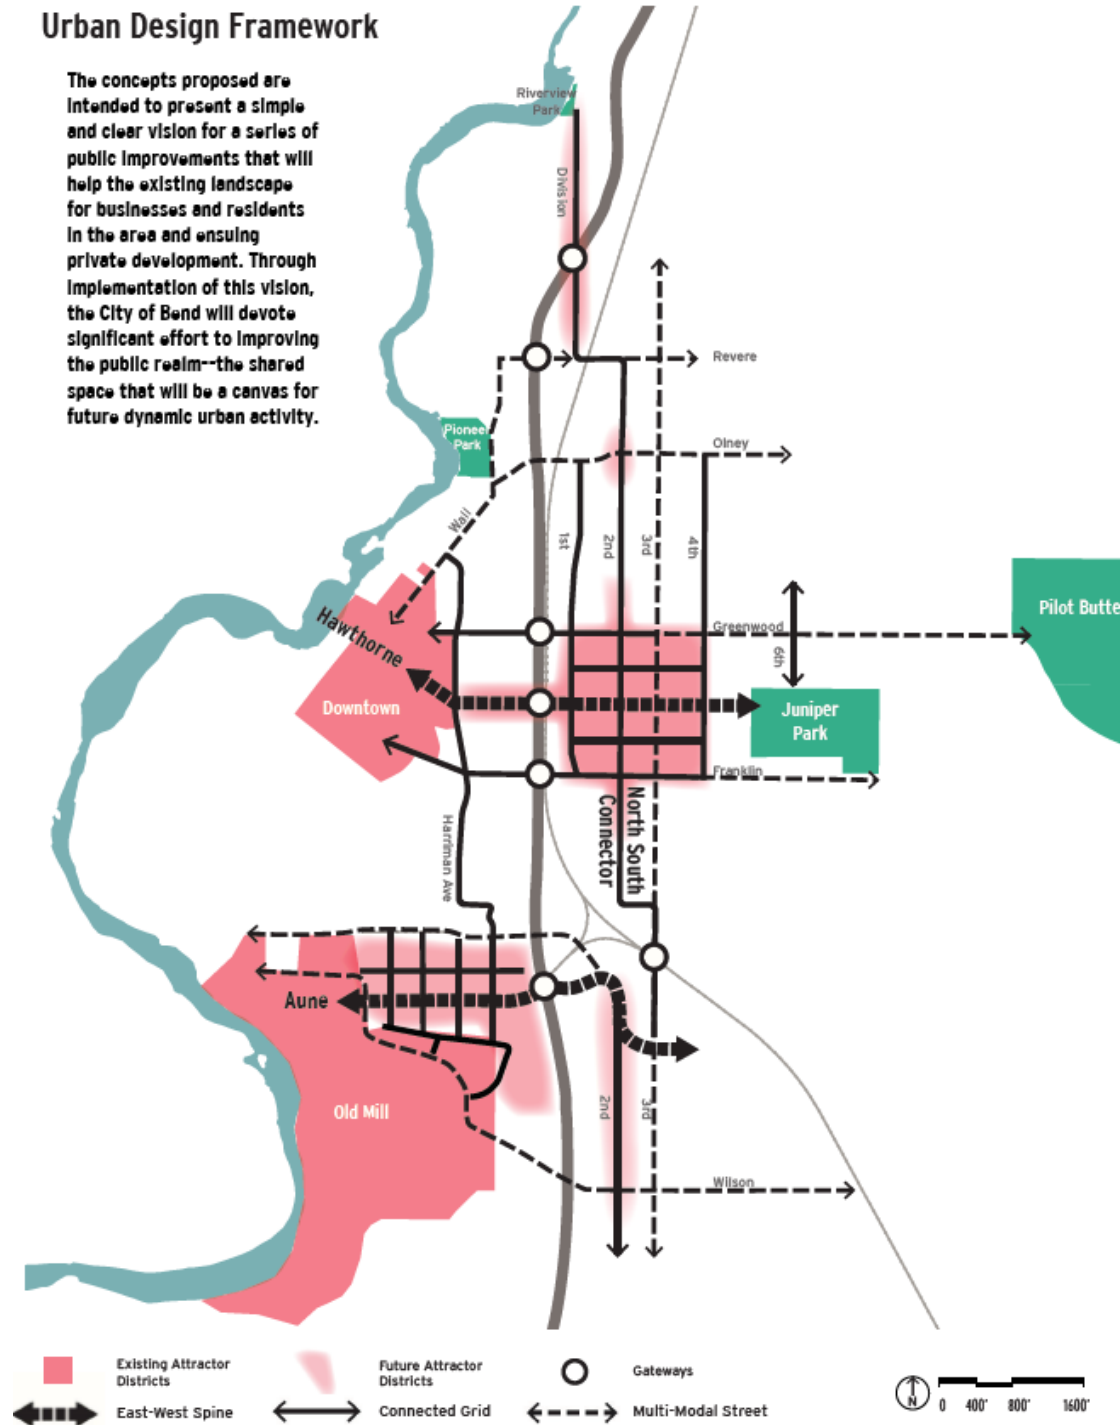 Urban Design Framework
The concepts proposed are
intended to present a simple
and clear vision for a series of
public improvements that will
help the existing landscape
for businesses and residents
in the area and ensuing
private development. Through
implementation of this vision,
the City of Bend will devote
significant effort to improving
the public realm--the shared
space that will be a canvas for
future dynamic urban activity.
Riverview
Park
Division
Revere
Pioneer
Park
Olney
Wall
1st
2nd
3rd
4th
Pilot Butte
Hawthorne
Greenwood
6th
Downtown
Juniper
Park
Franklin
North South
Connector
Harriman Ave
Aune
Old Mill
2nd
3rd
Wilson
Existing Attractor
Districts
Future Attractor
Districts
Gateways
East-West Spine
Connected Grid
Multi-Modal Street
N
0 400' 800' 1600'